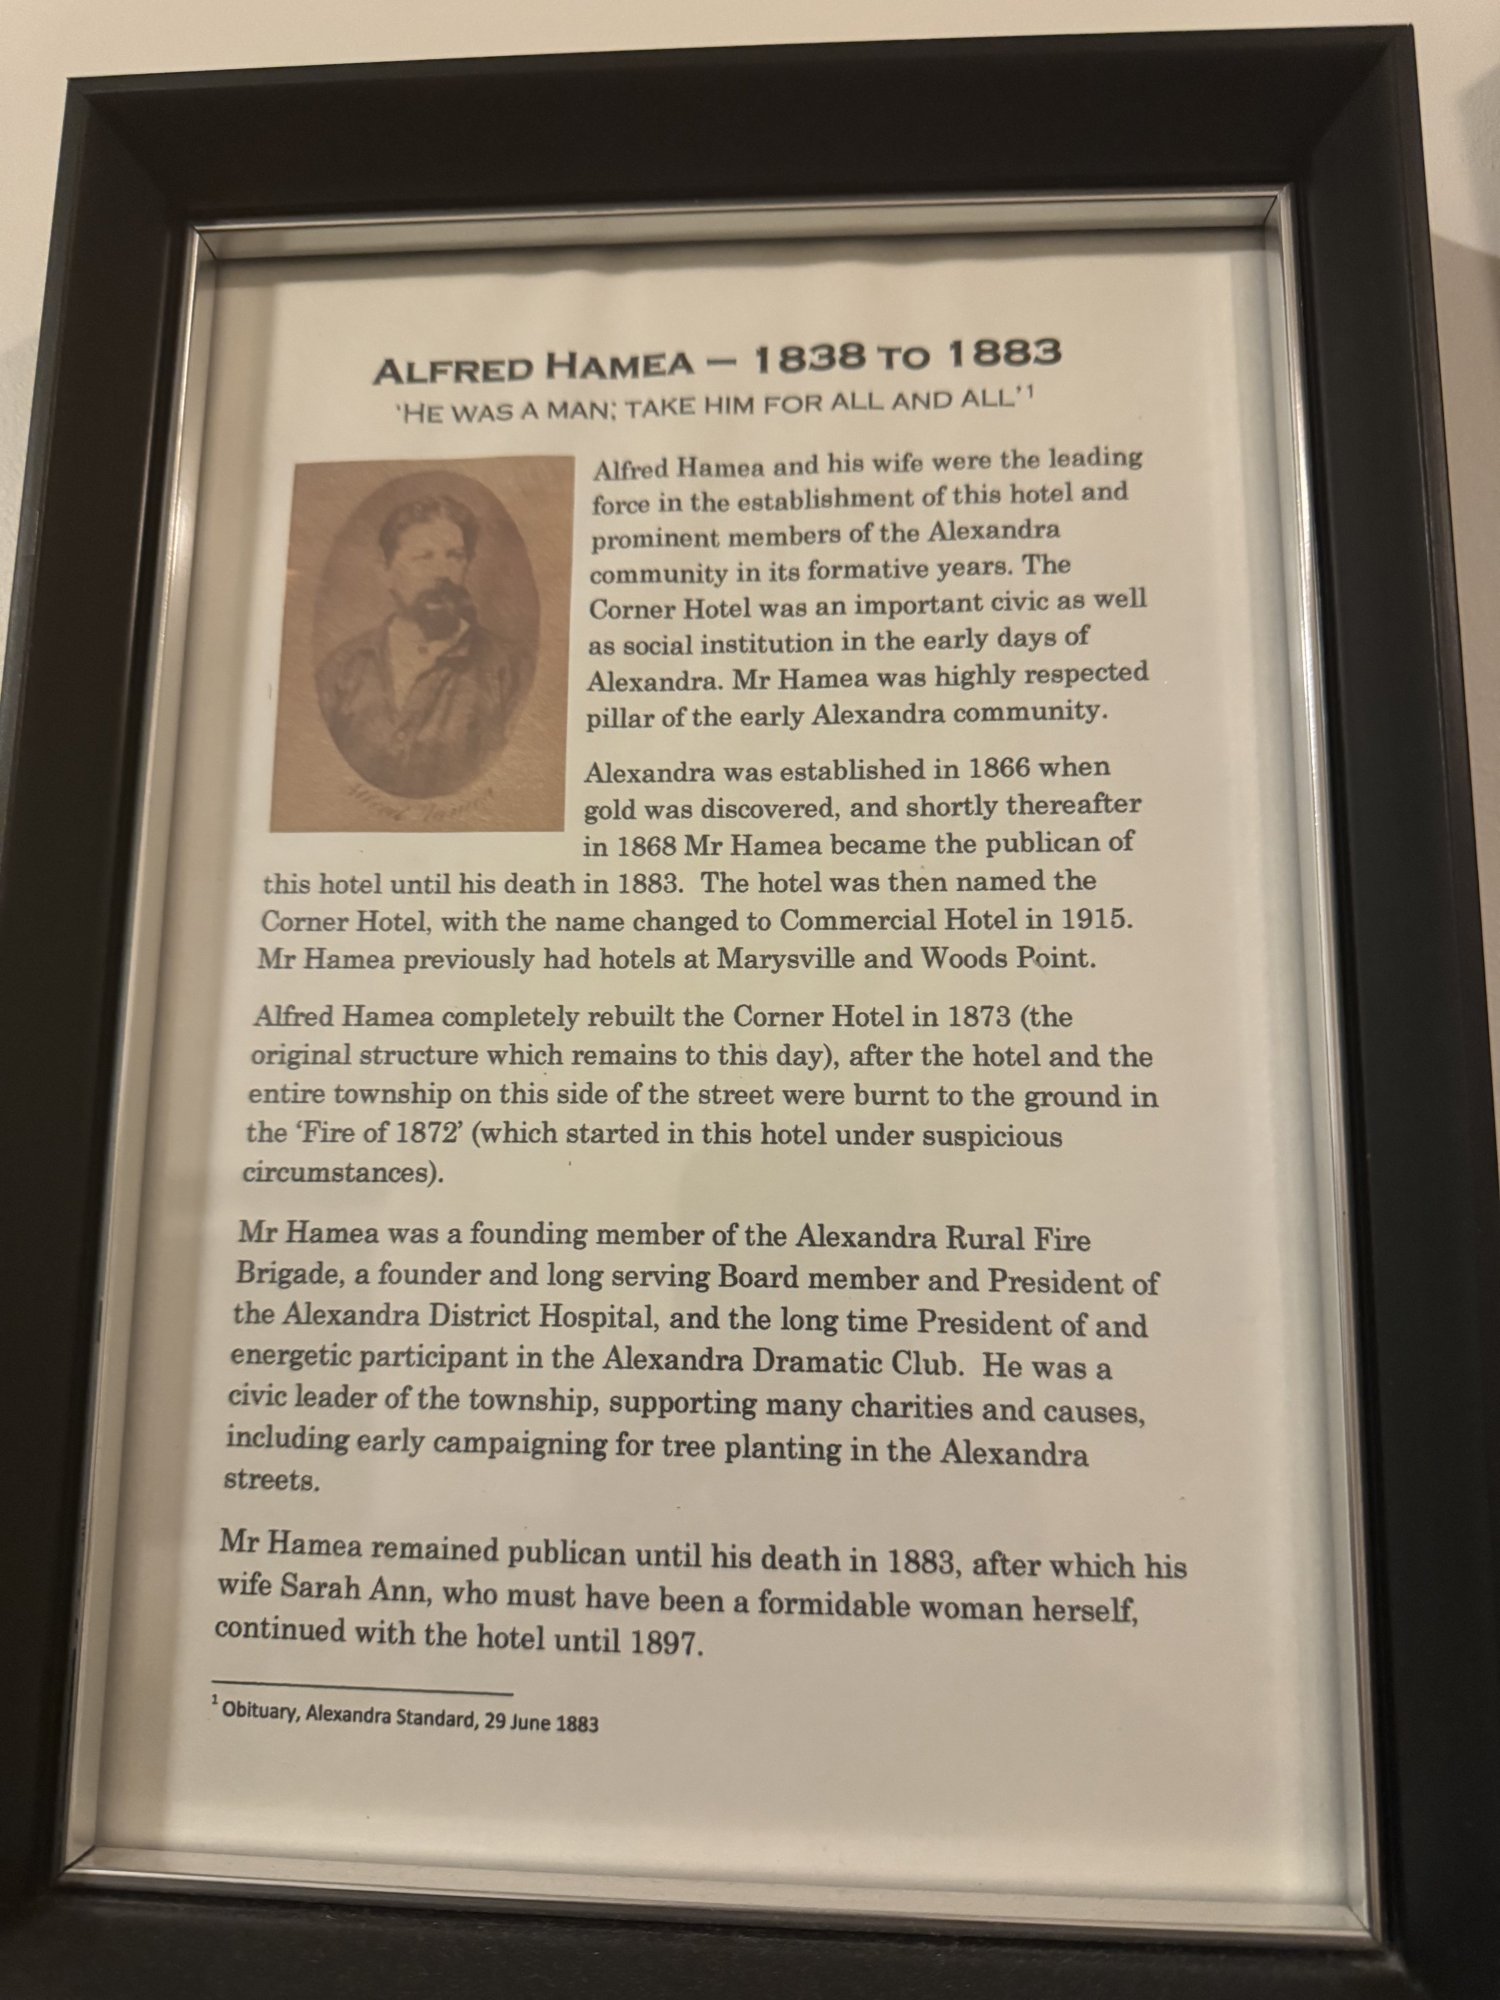 ALFRED HAMEA – 1838 TO 1883
'HE WAS A MAN; TAKE HIM FOR ALL AND ALL'1
Alfred Hamea and his wife were the leading
force in the establishment of this hotel and
prominent members of the Alexandra
community in its formative years. The
Corner Hotel was an important civic as well
as social institution in the early days of
Alexandra. Mr Hamea was highly respected
pillar of the early Alexandra community.
Alexandra was established in 1866 when
gold was discovered, and shortly thereafter
in 1868 Mr Hamea became the publican of
this hotel until his death in 1883. The hotel was then named the
Corner Hotel, with the name changed to Commercial Hotel in 1915.
Mr Hamea previously had hotels at Marysville and Woods Point.
Alfred Hamea completely rebuilt the Corner Hotel in 1873 (the
original structure which remains to this day), after the hotel and the
entire township on this side of the street were burnt to the ground in
the 'Fire of 1872' (which started in this hotel under suspicious
circumstances).
Mr Hamea was a founding member of the Alexandra Rural Fire
Brigade, a founder and long serving Board member and President of
the Alexandra District Hospital, and the long time President of and
energetic participant in the Alexandra Dramatic Club. He was a
civic leader of the township, supporting many charities and causes,
including early campaigning for tree planting in the Alexandra
streets.
Mr Hamea remained publican until his death in 1883, after which his
wife Sarah Ann, who must have been a formidable woman herself,
continued with the hotel until 1897.
1 Obituary, Alexandra Standard, 29 June 1883